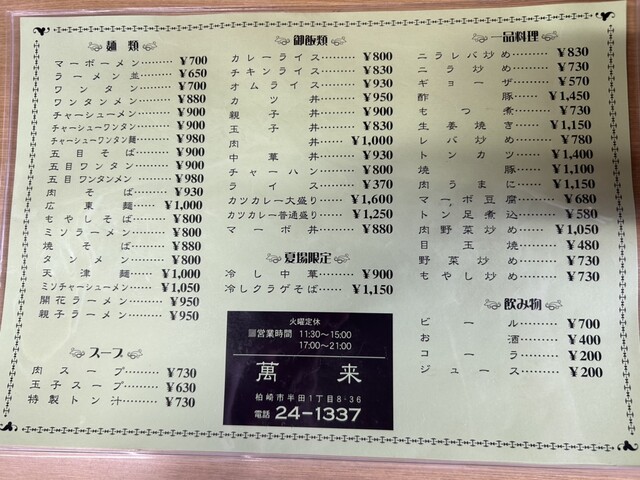 麺類
マーボーメン……… ¥700
ラーメン並……… ¥650
ワンタン……… ¥700
ワンタンメン……… ¥880
チャーシューメン……… ¥900
チャーシューワンタン……… ¥900
チャーシューワンタン麺……… ¥980
五目そば……… ¥900
五目ワンタン……… ¥900
五目ワンタンメン……… ¥980
肉そば……… ¥930
広東麺……… ¥1,000
もやしそば……… ¥800
ミンラーメン……… ¥800
焼そば……… ¥880
タンメン……… ¥800
天津麺……… ¥1,000
ミソチャーシューメン……… ¥1,050
開花ラーメン……… ¥950
親子ラーメン……… ¥950
スープ
肉スープ……… ¥730
玉子スープ……… ¥630
特製トン汁……… ¥730
御飯類
カレーライス……… ¥800
チキンライス……… ¥830
オムライス……… ¥930
カツ丼……… ¥950
親子丼……… ¥900
玉子丼……… ¥830
肉丼……… ¥1,000
中華丼……… ¥930
チャーハン……… ¥800
ライス……… ¥370
カツカレー大盛り……… ¥1,600
カツカレー普通盛り……… ¥1,250
マーボ丼……… ¥880
夏場限定
冷し中華……… ¥900
冷しクラゲそば……… ¥1,150
火曜定休
■営業時間 11:30~15:00
17:00~21:00
萬来
柏崎市半田1丁目8-36
電話 24-1337
一品料理
ニラレバ炒め……… ¥830
ニラ炒め……… ¥730
ギョーザ……… ¥570
酢豚……… ¥1,450
もつ煮……… ¥730
生姜焼き……… ¥1,150
レバ炒め……… ¥780
トンカツ……… ¥1,400
焼豚……… ¥1,100
肉うまに……… ¥1,150
マーボ豆腐……… ¥680
トン足煮込……… ¥580
肉野菜炒め……… ¥1,050
目玉焼……… ¥480
野菜炒め……… ¥730
もやし炒め……… ¥730
飲み物
ビール……… ¥700
お酒……… ¥400
コーラ……… ¥200
ジュース……… ¥200